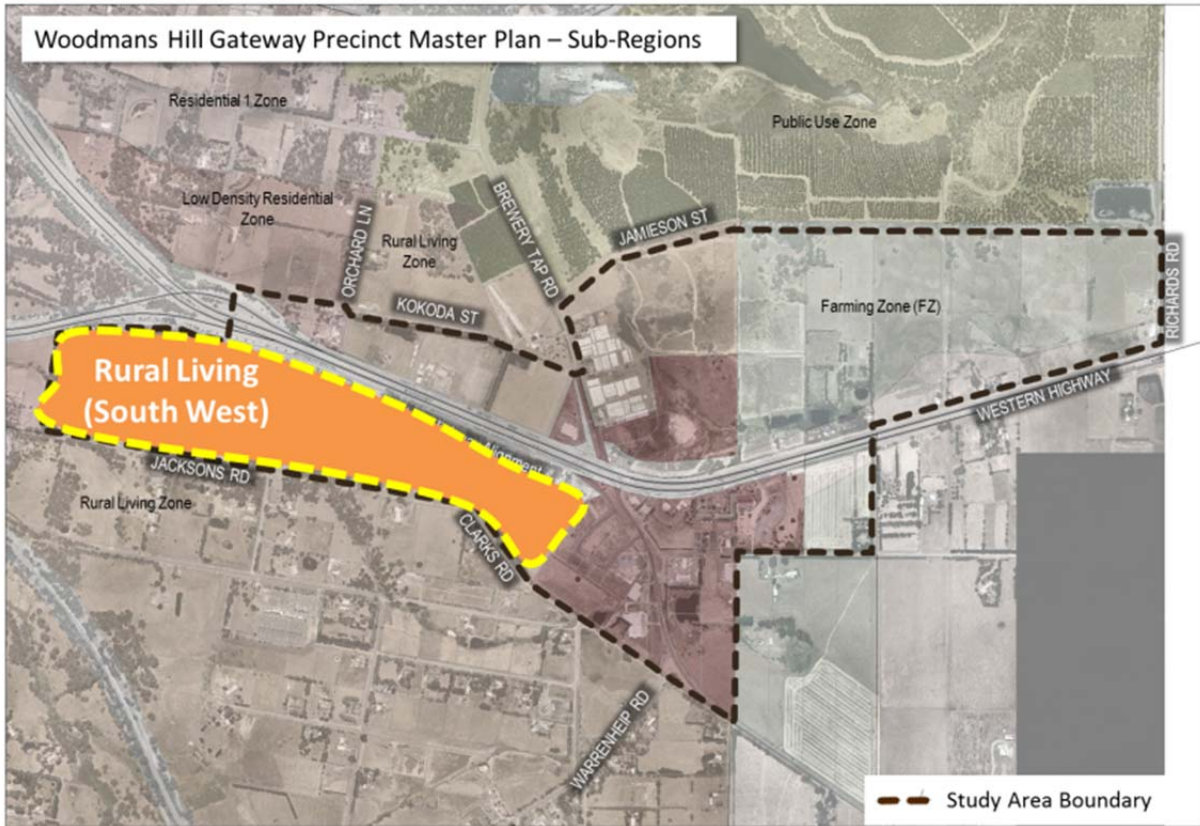 Woodmans Hill Gateway Precinct Master Plan – Sub-Regions
Residential 1 Zone
Public Use Zone
Low Density Residential
Zone
ORCHARD LN
Rural Living
Zone
BREWERY TAP RD
JAMIESON ST
KOKODA ST
Farming Zone (FZ)
RICHARDS RD
WESTERN HIGHWAY
Rural Living
(South West)
Alignment
JACKSONS RD
Rural Living Zone
CLARKS RD
WARRENHEIP RD
Study Area Boundary